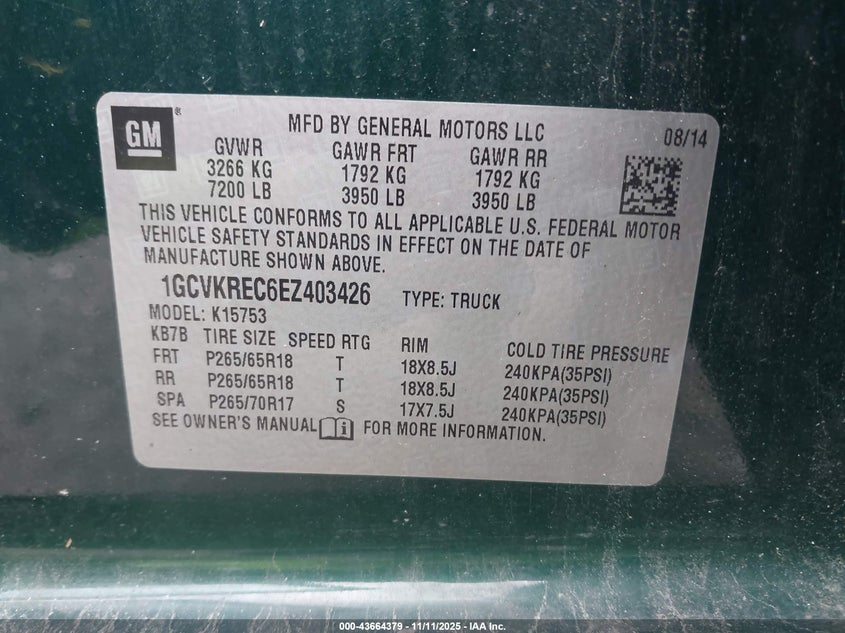 GM
MFD BY GENERAL MOTORS LLC 08/14
GVWR GAWR FRT GAWR RR
3266 KG 1792 KG 1792 KG
7200 LB 3950 LB 3950 LB
THIS VEHICLE CONFORMS TO ALL APPLICABLE U.S. FEDERAL MOTOR
VEHICLE SAFETY STANDARDS IN EFFECT ON THE DATE OF
MANUFACTURE SHOWN ABOVE.
1GCVKREC6EZ403426 TYPE: TRUCK
MODEL: K15753
KB7B TIRE SIZE SPEED RTG RIM COLD TIRE PRESSURE
FRT P265/65R18 T 18X8.5J 240KPA(35PSI)
RR P265/65R18 T 18X8.5J 240KPA(35PSI)
SPA P265/70R17 S 17X7.5J 240KPA(35PSI)
SEE OWNER'S MANUAL FOR MORE INFORMATION.
000-43664379 - 11/11/2025 - IAA Inc.